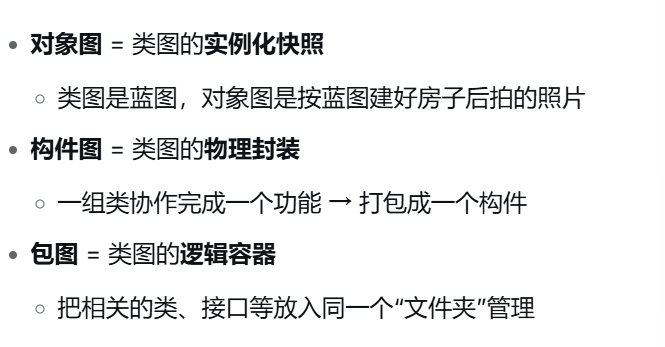 • 对象图 = 类图的实例化快照
○ 类图是蓝图，对象图是按蓝图建好房子后拍的照片
• 构件图 = 类图的物理封装
○ 一组类协作完成一个功能 → 打包成一个构件
• 包图 = 类图的逻辑容器
○ 把相关的类、接口等放入同一个“文件夹”管理